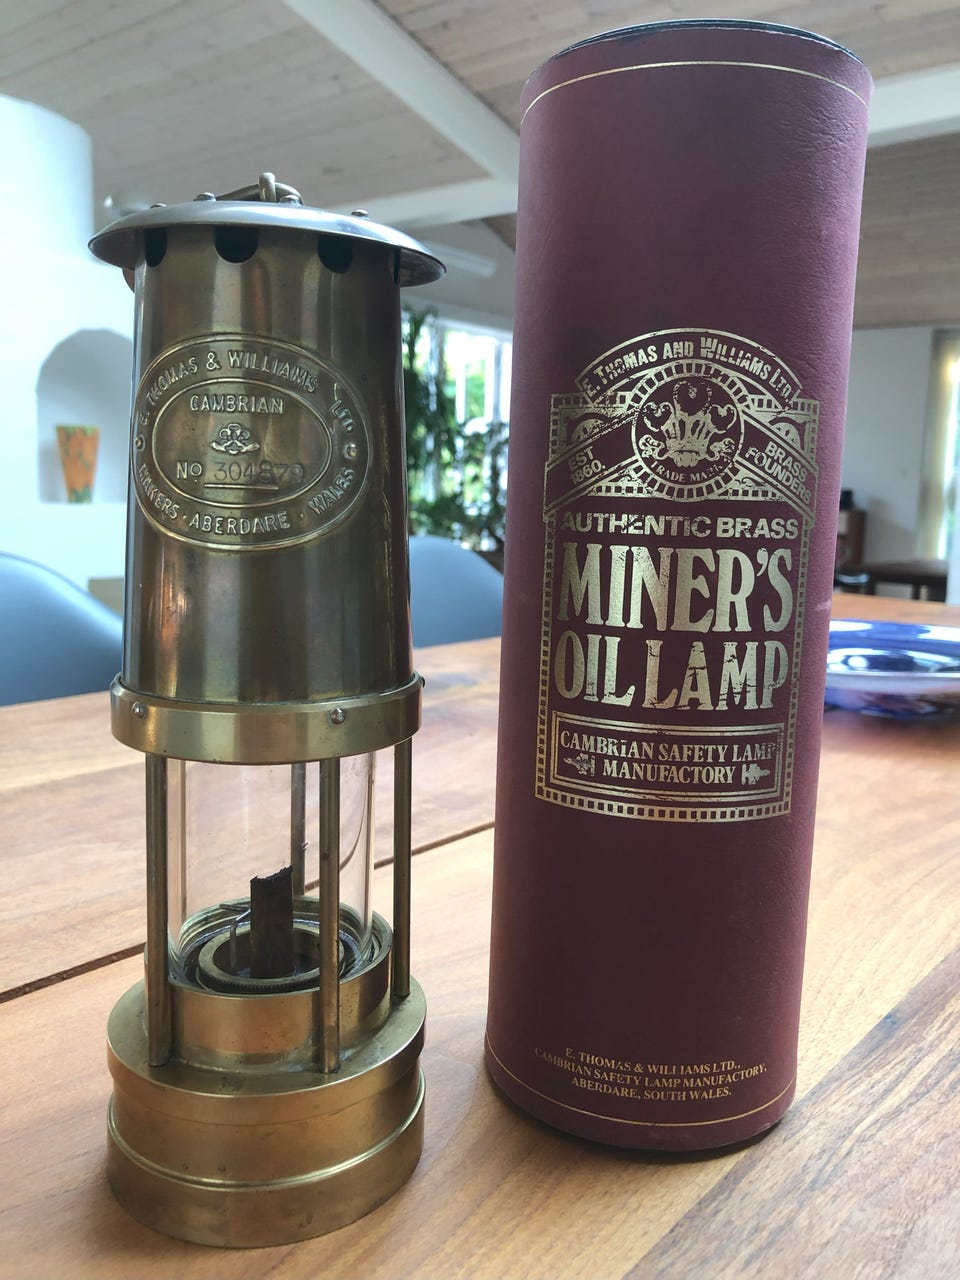 E. THOMAS & WILLIAMS LTD
CAMBRIAN
No 304879
MAKERS · ABERDARE · WALES
E. THOMAS AND WILLIAMS LTD.
TRADE MARK
EST 1860.
BRASS FOUNDERS
AUTHENTIC BRASS
MINER'S
OIL LAMP
CAMBRIAN SAFETY LAMP
MANUFACTORY
E. THOMAS & WILLIAMS LTD.,
CAMBRIAN SAFETY LAMP MANUFACTORY,
ABERDARE, SOUTH WALES.